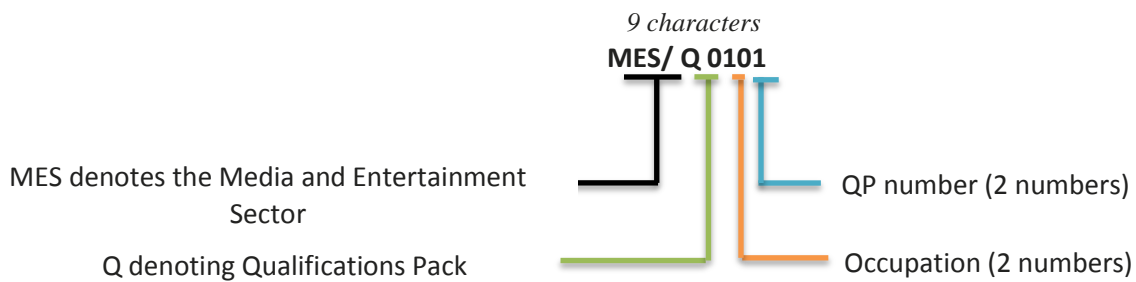 9 characters
MES/ Q 0101
MES denotes the Media and Entertainment
Sector
QP number (2 numbers)
Q denoting Qualifications Pack
Occupation (2 numbers)